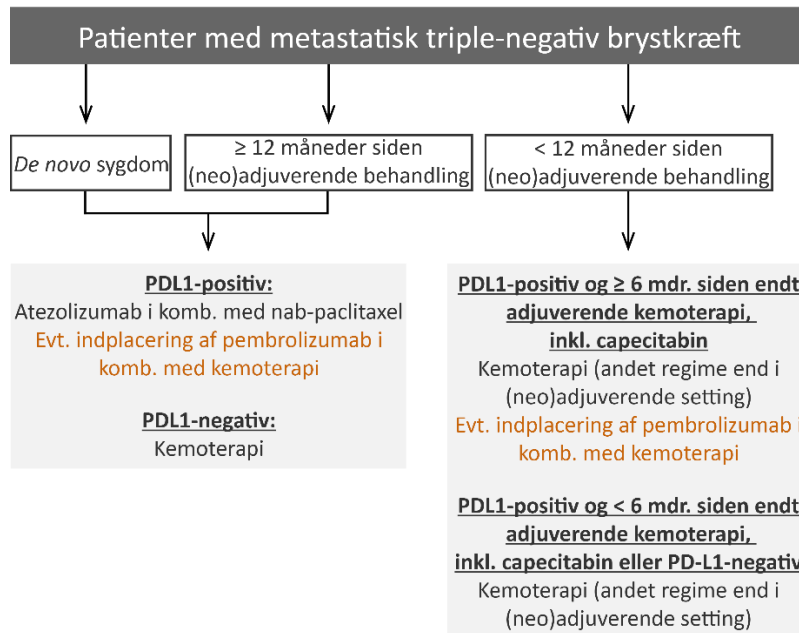 Patienter med metastatisk triple-negativ brystkræft
De novo sygdom
≥ 12 måneder siden
(neo)adjuverende behandling
< 12 måneder siden
(neo)adjuverende behandling
PDL1-positiv:
Atezolizumab i komb. med nab-paclitaxel
Evt. indplacering af pembrolizumab i
komb. med kemoterapi
PDL1-negativ:
Kemoterapi
PDL1-positiv og ≥ 6 mdr. siden endt
adjuverende kemoterapi,
inkl. capecitabin
Kemoterapi (andet regime end i
(neo)adjuverende setting)
Evt. indplacering af pembrolizumab i
komb. med kemoterapi
PDL1-positiv og < 6 mdr. siden endt
adjuverende kemoterapi,
inkl. capecitabin eller PD-L1-negativ
Kemoterapi (andet regime end i
(neo)adjuverende setting)